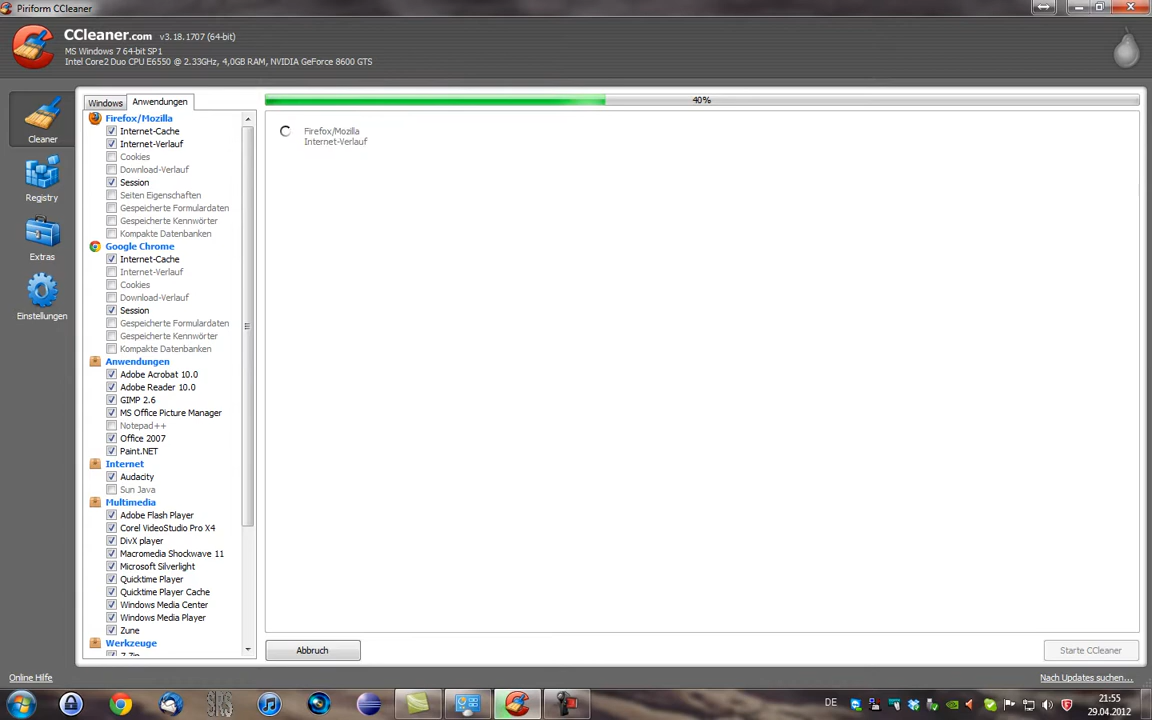 Piriform CCleaner
CCleaner.com v3.18.1707 (64-bit)
MS Windows 7 64-bit SP1
Intel Core2 Duo CPU E6550 @ 2.33GHz, 4,0GB RAM, NVIDIA GeForce 8600 GTS
Cleaner
Registry
Extras
Einstellungen
Windows
Anwendungen
Firefox/Mozilla
Internet-Cache
Internet-Verlauf
Cookies
Download-Verlauf
Session
Seiten Eigenschaften
Gespeicherte Formulardaten
Gespeicherte Kennwörter
Kompakte Datenbanken
Google Chrome
Internet-Cache
Internet-Verlauf
Cookies
Download-Verlauf
Session
Gespeicherte Formulardaten
Gespeicherte Kennwörter
Kompakte Datenbanken
Anwendungen
Adobe Acrobat 10.0
Adobe Reader 10.0
GIMP 2.6
MS Office Picture Manager
Notepad++
Office 2007
Paint.NET
Internet
Audacity
Sun Java
Multimedia
Adobe Flash Player
Corel VideoStudio Pro X4
DivX player
Macromedia Shockwave 11
Microsoft Silverlight
Quicktime Player
Quicktime Player Cache
Windows Media Center
Windows Media Player
Zune
Werkzeuge
40%
Firefox/Mozilla
Internet-Verlauf
Abbruch
Starte CCleaner
Online Hilfe
Nach Updates suchen...
DE
21:55
29.04.2012